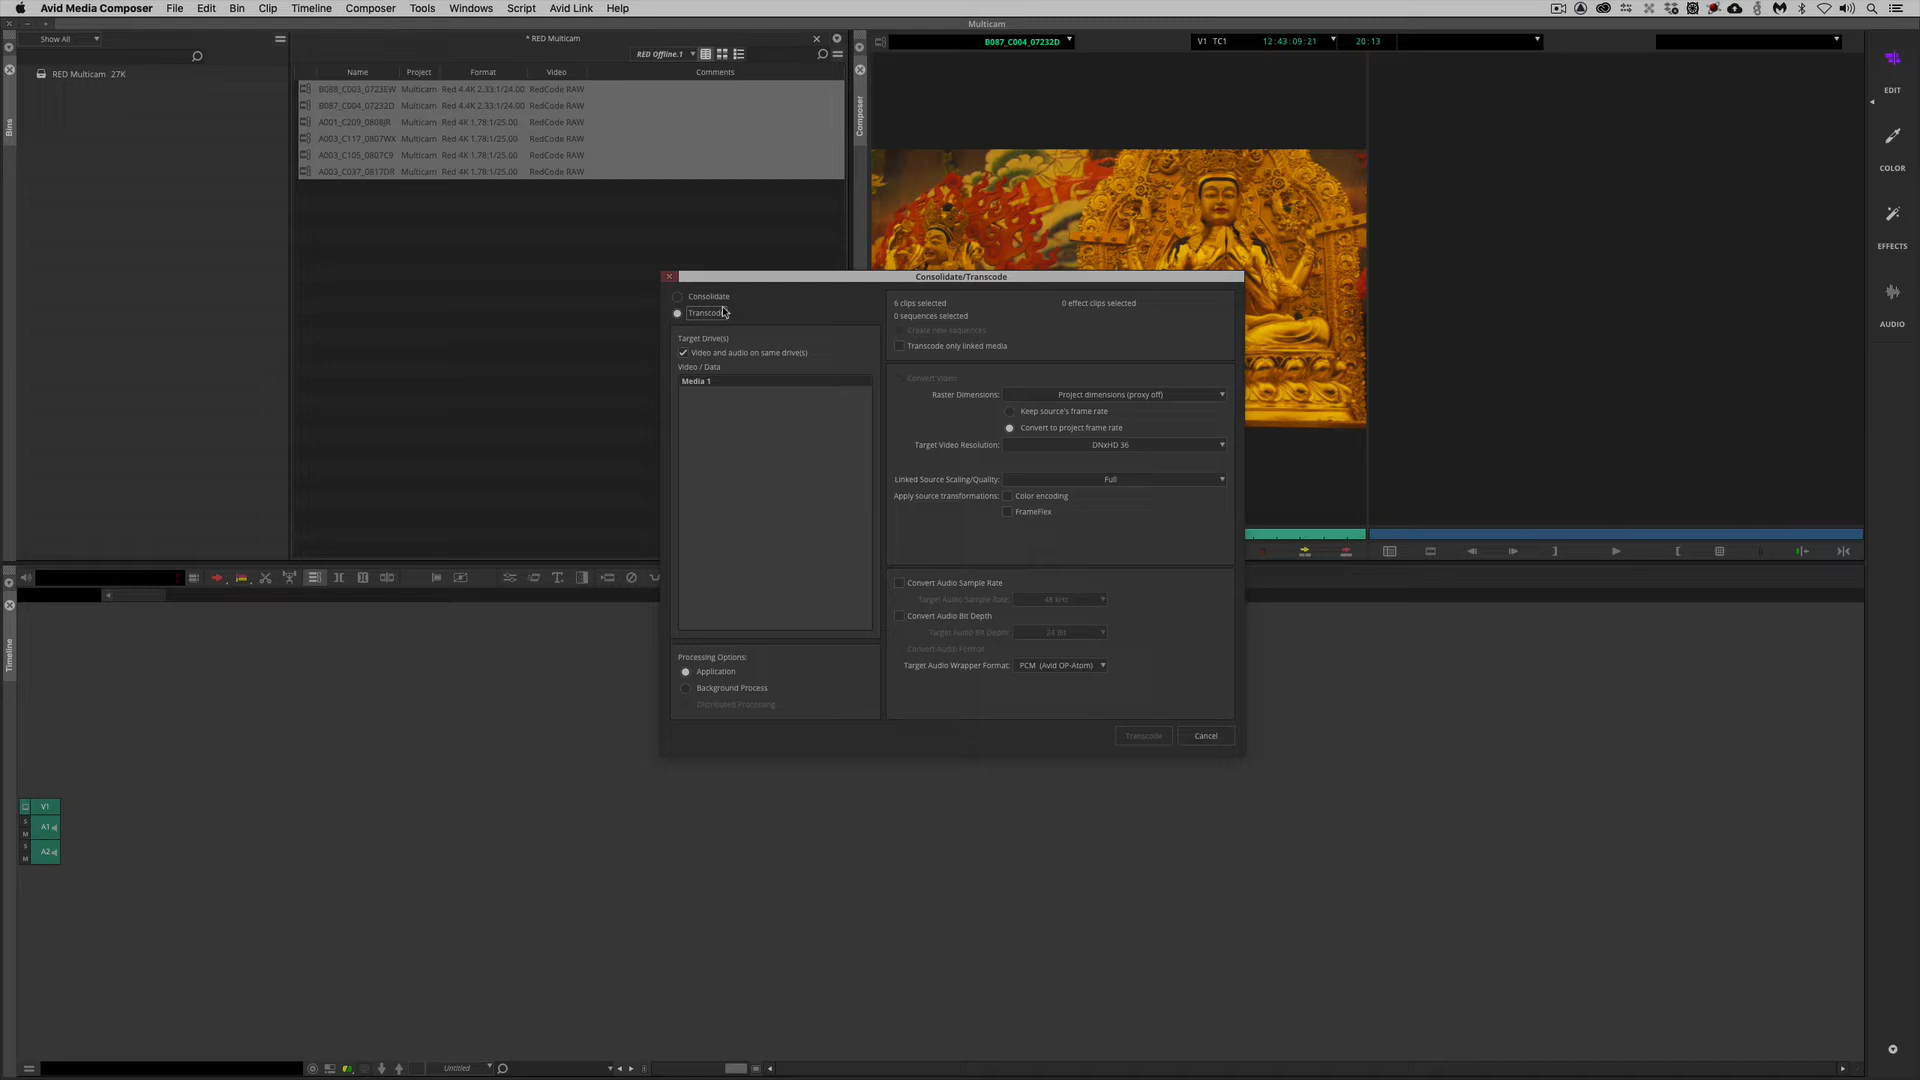 Avid Media Composer File Edit Bin Clip Timeline Composer Tools Windows Script Avid Link Help
Multicam
Show All
* RED Multicam
RED Multicam 27K
RED Offline.1
B087_C004_07232D
V1 TC1
12:43:09:21
20:13
Name Project Format Video Comments
B088_C003_0723EW Multicam Red 4.4K 2.33:1/24.00 RedCode RAW
B087_C004_07232D Multicam Red 4.4K 2.33:1/24.00 RedCode RAW
A001_C209_0808JR Multicam Red 4K 1.78:1/25.00 RedCode RAW
A003_C117_0807WX Multicam Red 4K 1.78:1/25.00 RedCode RAW
A003_C105_0807C9 Multicam Red 4K 1.78:1/25.00 RedCode RAW
A003_C037_0817DR Multicam Red 4K 1.78:1/25.00 RedCode RAW
Bins
Composer
EDIT
COLOR
EFFECTS
AUDIO
Consolidate/Transcode
Consolidate
Transcode
Target Drive(s)
Video and audio on same drive(s)
Video / Data
Media 1
Processing Options:
Application
Background Process
Distributed Processing
6 clips selected
0 effect clips selected
0 sequences selected
Create new sequences
Transcode only linked media
Convert Video
Raster Dimensions: Project dimensions (proxy off)
Keep source's frame rate
Convert to project frame rate
Target Video Resolution: DNxHD 36
Linked Source Scaling/Quality: Full
Apply source transformations: Color encoding
FrameFlex
Convert Audio Sample Rate
Target Audio Sample Rate: 48 kHz
Convert Audio Bit Depth
Target Audio Bit Depth: 24 Bit
Convert Audio Format
Target Audio Wrapper Format: PCM (Avid OP-Atom)
Transcode
Cancel
Timeline
V1
S
M
A1
S
M
A2
Untitled